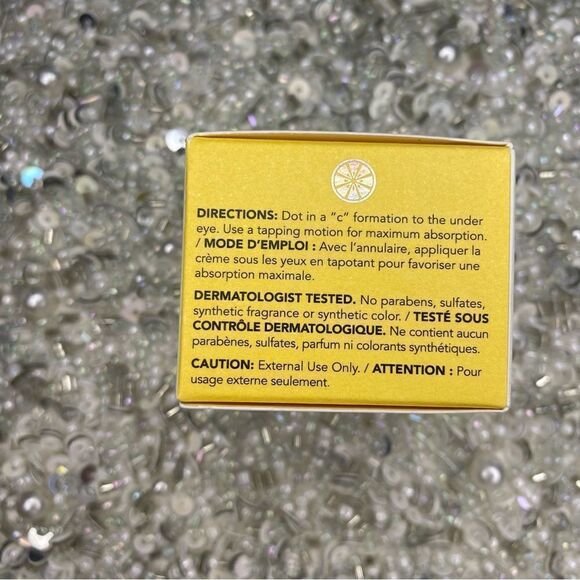 DIRECTIONS: Dot in a "c" formation to the under
eye. Use a tapping motion for maximum absorption.
/ MODE D'EMPLOI : Avec l'annulaire, appliquer la
crème sous les yeux en tapotant pour favoriser une
absorption maximale.
DERMATOLOGIST TESTED. No parabens, sulfates,
synthetic fragrance or synthetic color. / TESTÉ SOUS
CONTRÔLE DERMATOLOGIQUE. Ne contient aucun
parabènes, sulfates, parfum ni colorants synthétiques.
CAUTION: External Use Only. / ATTENTION : Pour
usage externe seulement.